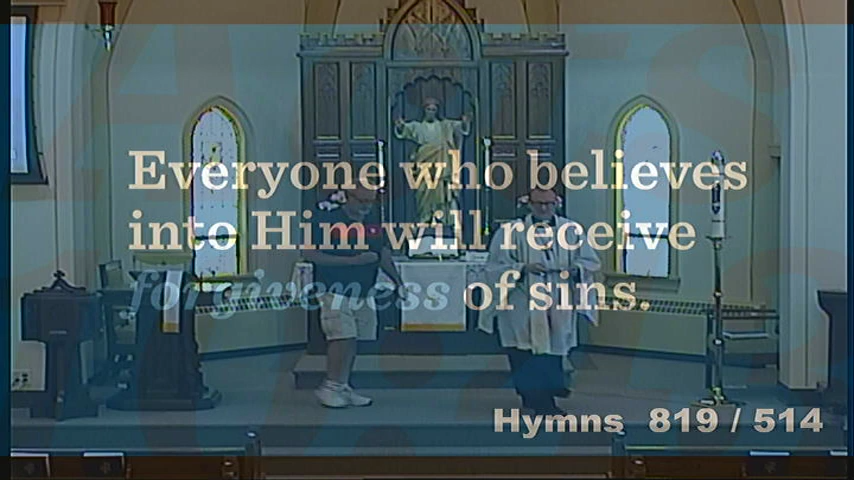 Everyone who believes
into Him will receive
forgiveness of sins.
Hymns 819 / 514